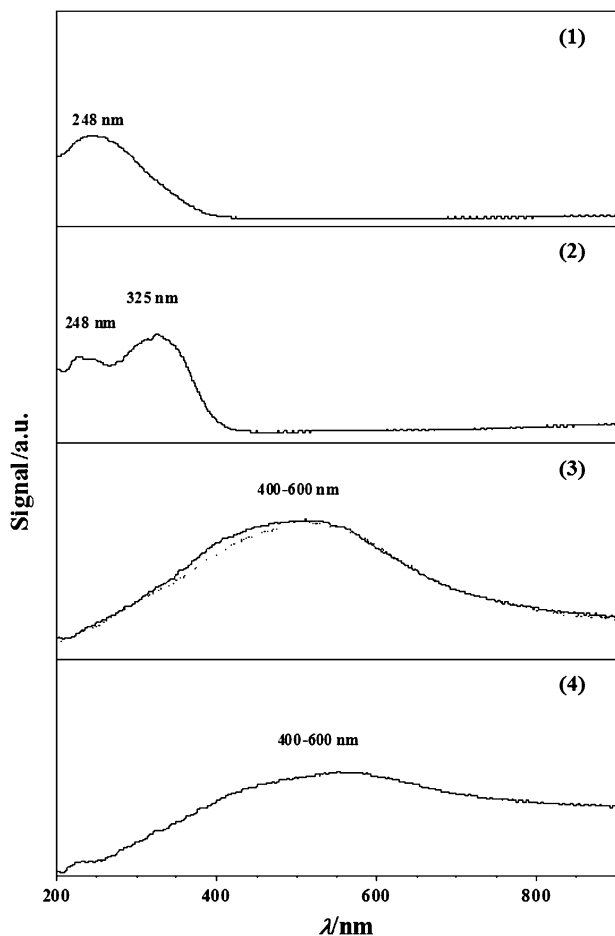 (1)
248 nm
(2)
325 nm
248 nm
(3)
400-600 nm
(4)
400-600 nm
Signal/a.u.
200 400 600 800
λ/nm